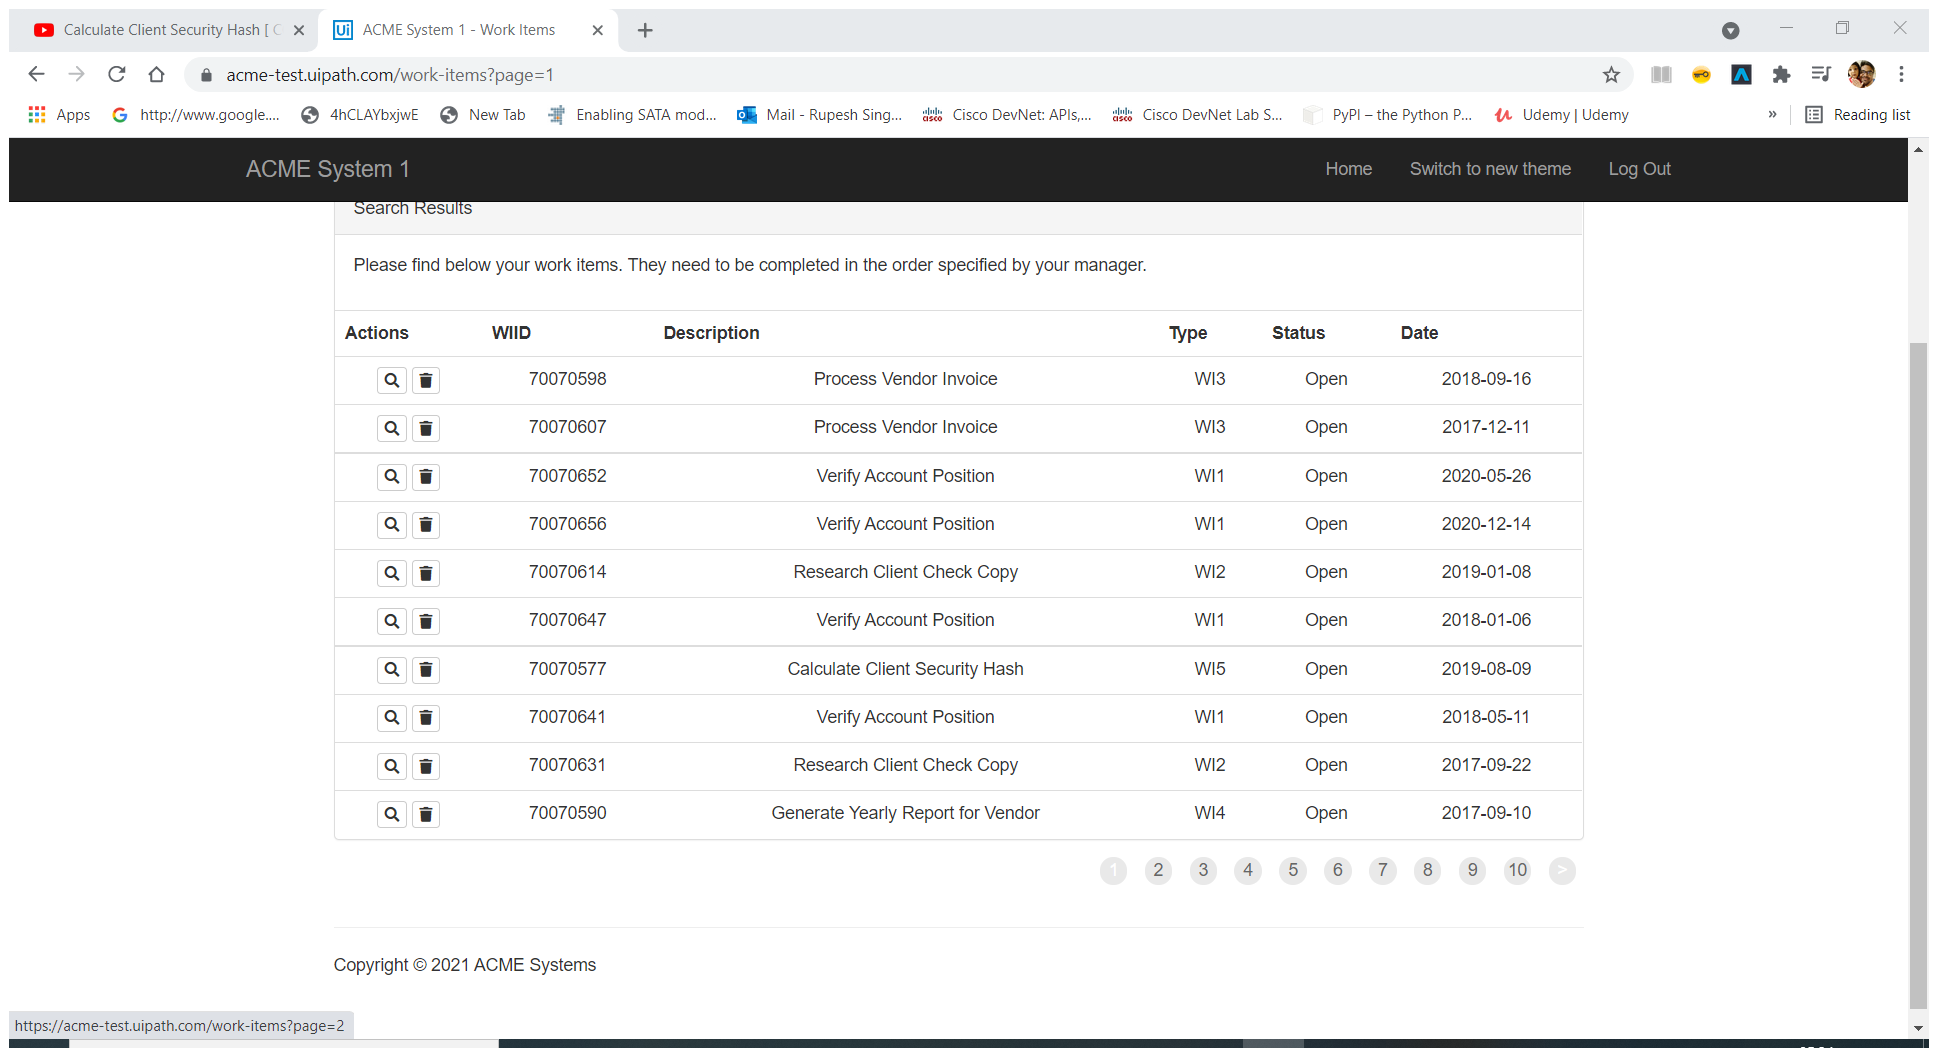 Calculate Client Security Hash [ C
Ui ACME System 1 - Work Items
acme-test.uipath.com/work-items?page=1
Apps http://www.google.... 4hCLAYbxjwE New Tab Enabling SATA mod... Mail - Rupesh Sing... Cisco DevNet: APIs,... Cisco DevNet Lab S... PyPI – the Python P... Udemy | Udemy » Reading list
ACME System 1 Home Switch to new theme Log Out
Search Results
Please find below your work items. They need to be completed in the order specified by your manager.
Actions WIID Description Type Status Date
70070598 Process Vendor Invoice WI3 Open 2018-09-16
70070607 Process Vendor Invoice WI3 Open 2017-12-11
70070652 Verify Account Position WI1 Open 2020-05-26
70070656 Verify Account Position WI1 Open 2020-12-14
70070614 Research Client Check Copy WI2 Open 2019-01-08
70070647 Verify Account Position WI1 Open 2018-01-06
70070577 Calculate Client Security Hash WI5 Open 2019-08-09
70070641 Verify Account Position WI1 Open 2018-05-11
70070631 Research Client Check Copy WI2 Open 2017-09-22
70070590 Generate Yearly Report for Vendor WI4 Open 2017-09-10
1 2 3 4 5 6 7 8 9 10 >
Copyright © 2021 ACME Systems
https://acme-test.uipath.com/work-items?page=2